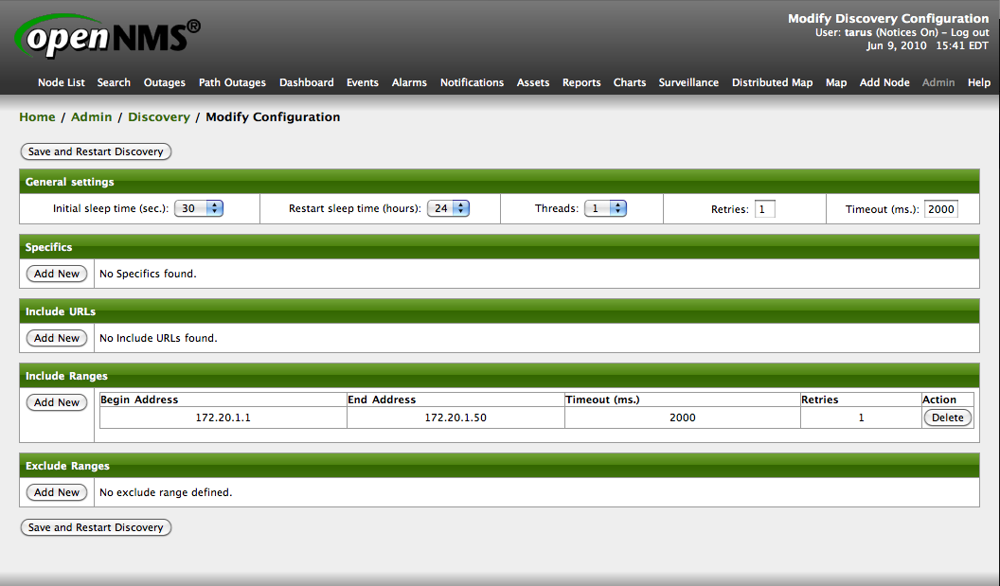 openNMS®
Modify Discovery Configuration
User: tarus (Notices On) - Log out
Jun 9, 2010 15:41 EDT
Node List Search Outages Path Outages Dashboard Events Alarms Notifications Assets Reports Charts Surveillance Distributed Map Map Add Node Admin Help
Home / Admin / Discovery / Modify Configuration
Save and Restart Discovery
General settings
Initial sleep time (sec.): 30 Restart sleep time (hours): 24 Threads: 1 Retries: 1 Timeout (ms.): 2000
Specifics
Add New No Specifics found.
Include URLs
Add New No Include URLs found.
Include Ranges
Add New Begin Address End Address Timeout (ms.) Retries Action
172.20.1.1 172.20.1.50 2000 1 Delete
Exclude Ranges
Add New No exclude range defined.
Save and Restart Discovery